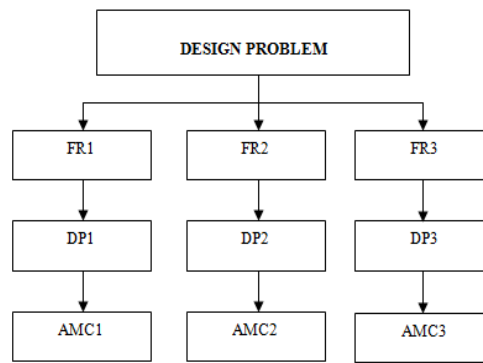 DESIGN PROBLEM
FR1 FR2 FR3
DP1 DP2 DP3
AMC1 AMC2 AMC3